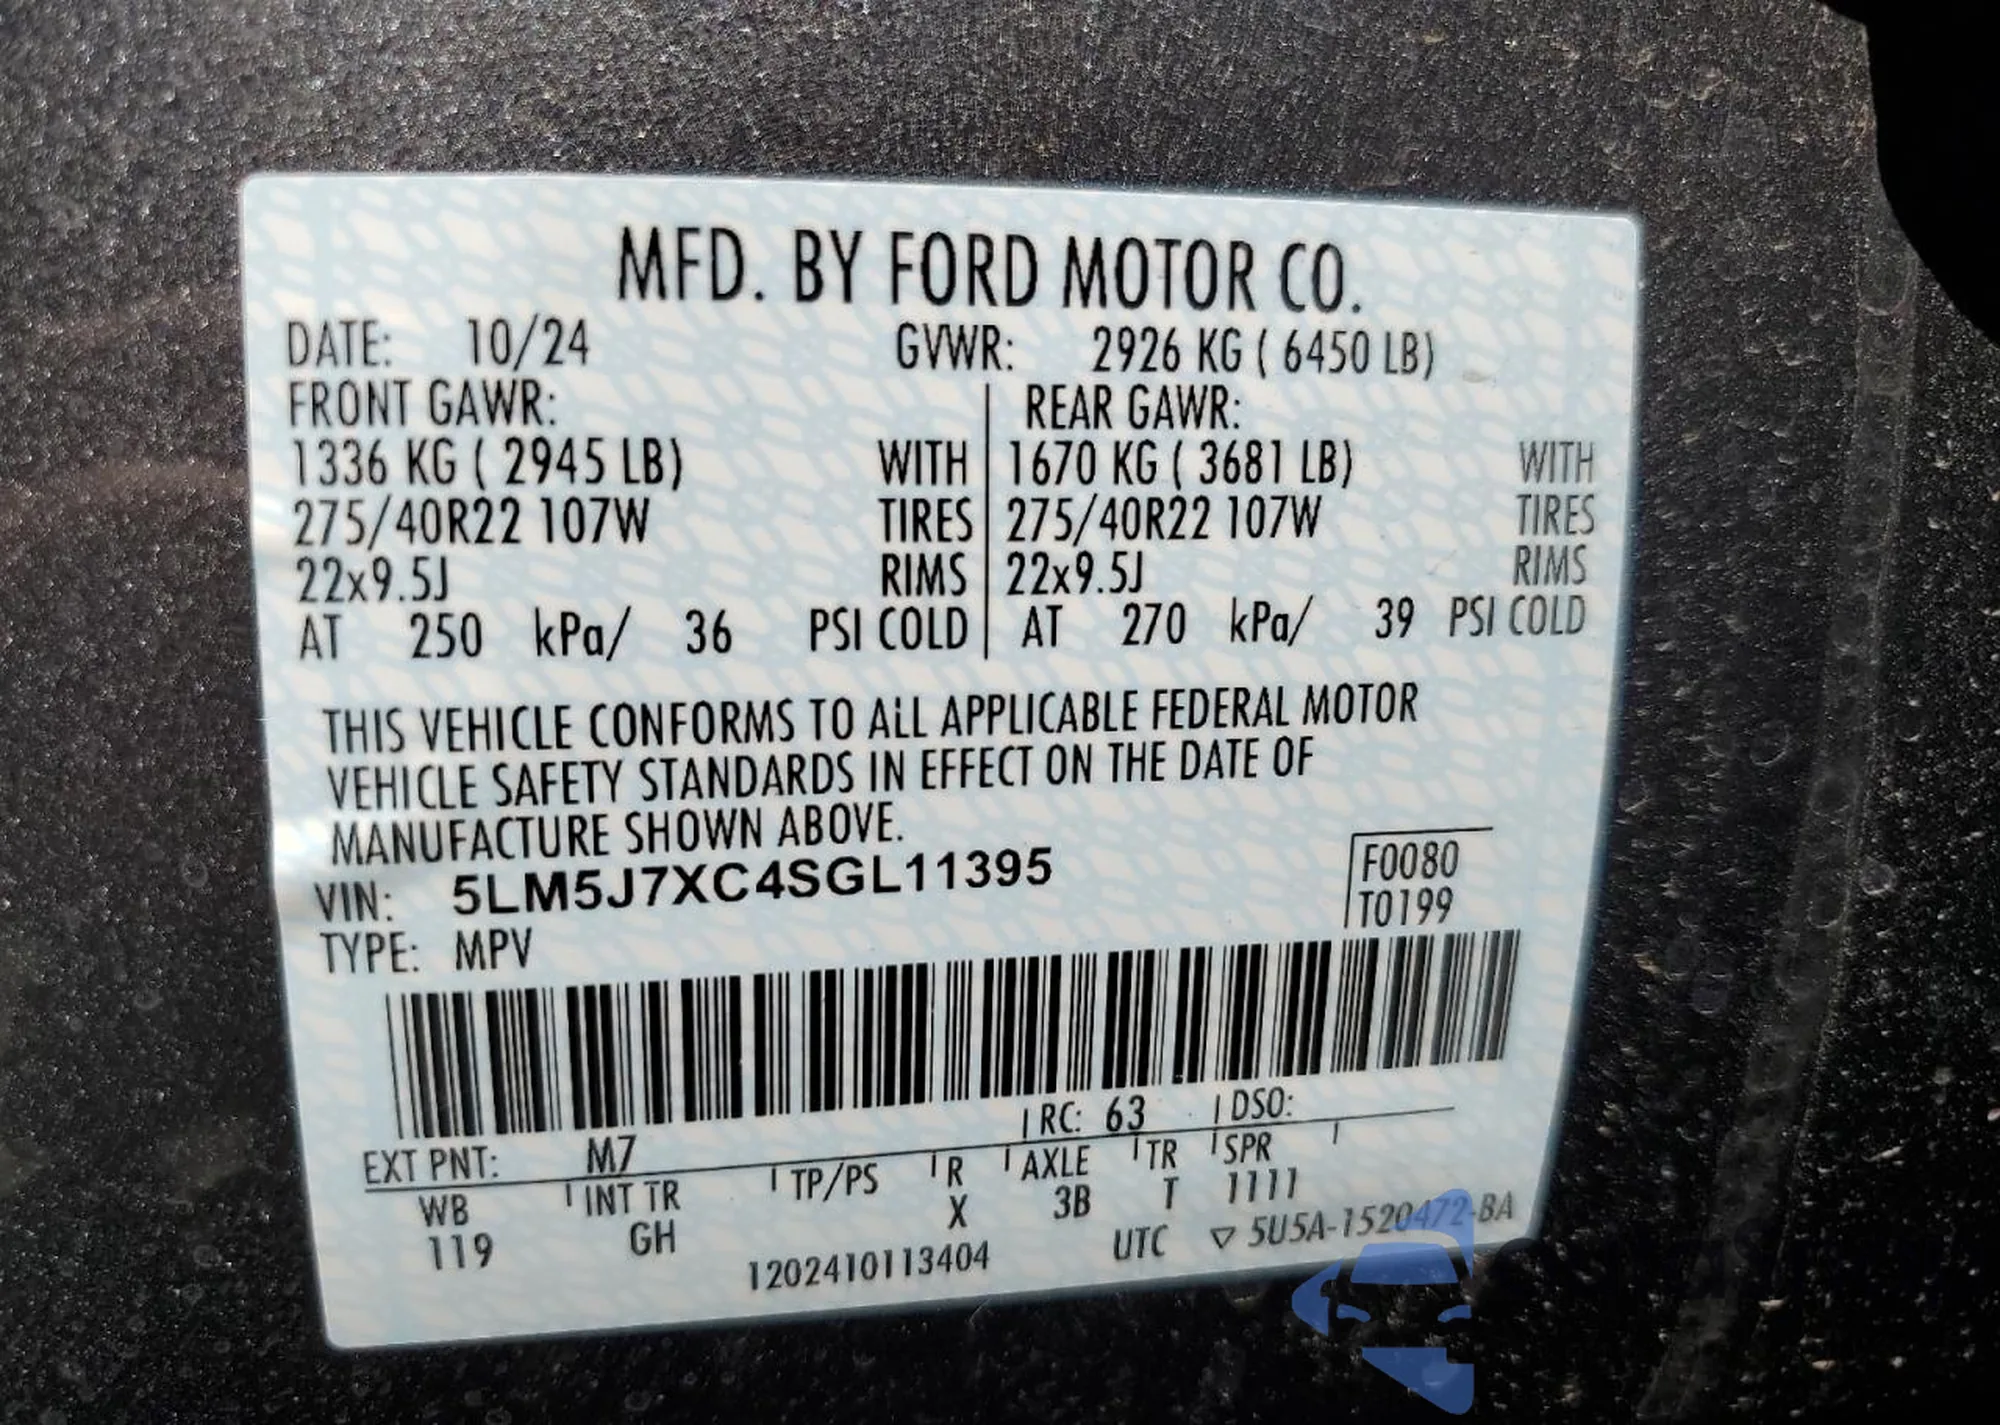 MFD. BY FORD MOTOR CO.
DATE: 10/24 GVWR: 2926 KG ( 6450 LB)
FRONT GAWR: REAR GAWR:
1336 KG ( 2945 LB) WITH 1670 KG ( 3681 LB) WITH
275/40R22 107W TIRES 275/40R22 107W TIRES
22x9.5J RIMS 22x9.5J RIMS
AT 250 kPa/ 36 PSI COLD AT 270 kPa/ 39 PSI COLD
THIS VEHICLE CONFORMS TO ALL APPLICABLE FEDERAL MOTOR
VEHICLE SAFETY STANDARDS IN EFFECT ON THE DATE OF
MANUFACTURE SHOWN ABOVE.
VIN: 5LM5J7XC4SGL11395 F0080
TYPE: MPV T0199
RC: 63 DSO:
EXT PNT: M7
WB INT TR TP/PS R AXLE TR SPR
119 GH X 3B T 1111
1202410113404 UTC ▽ 5U5A-1520472-BA